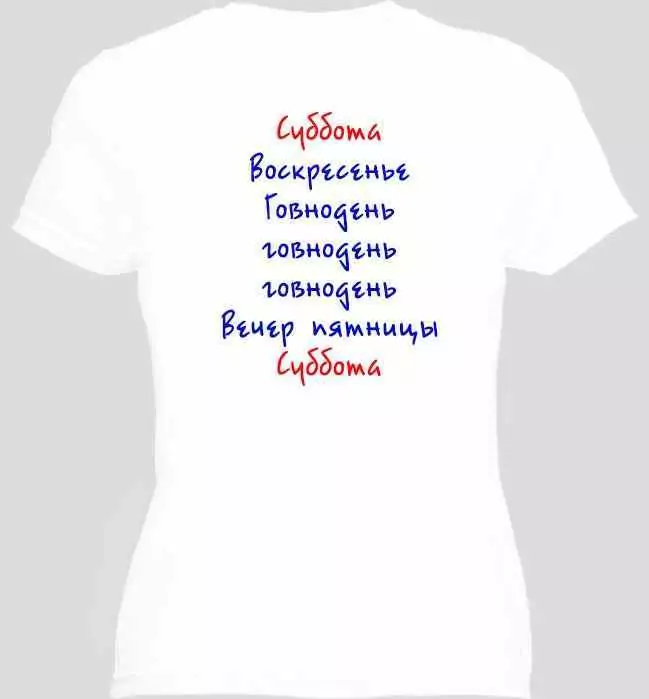 Суббота
Воскресенье
Говнодень
говнодень
говнодень
Вечер пятницы
Суббота